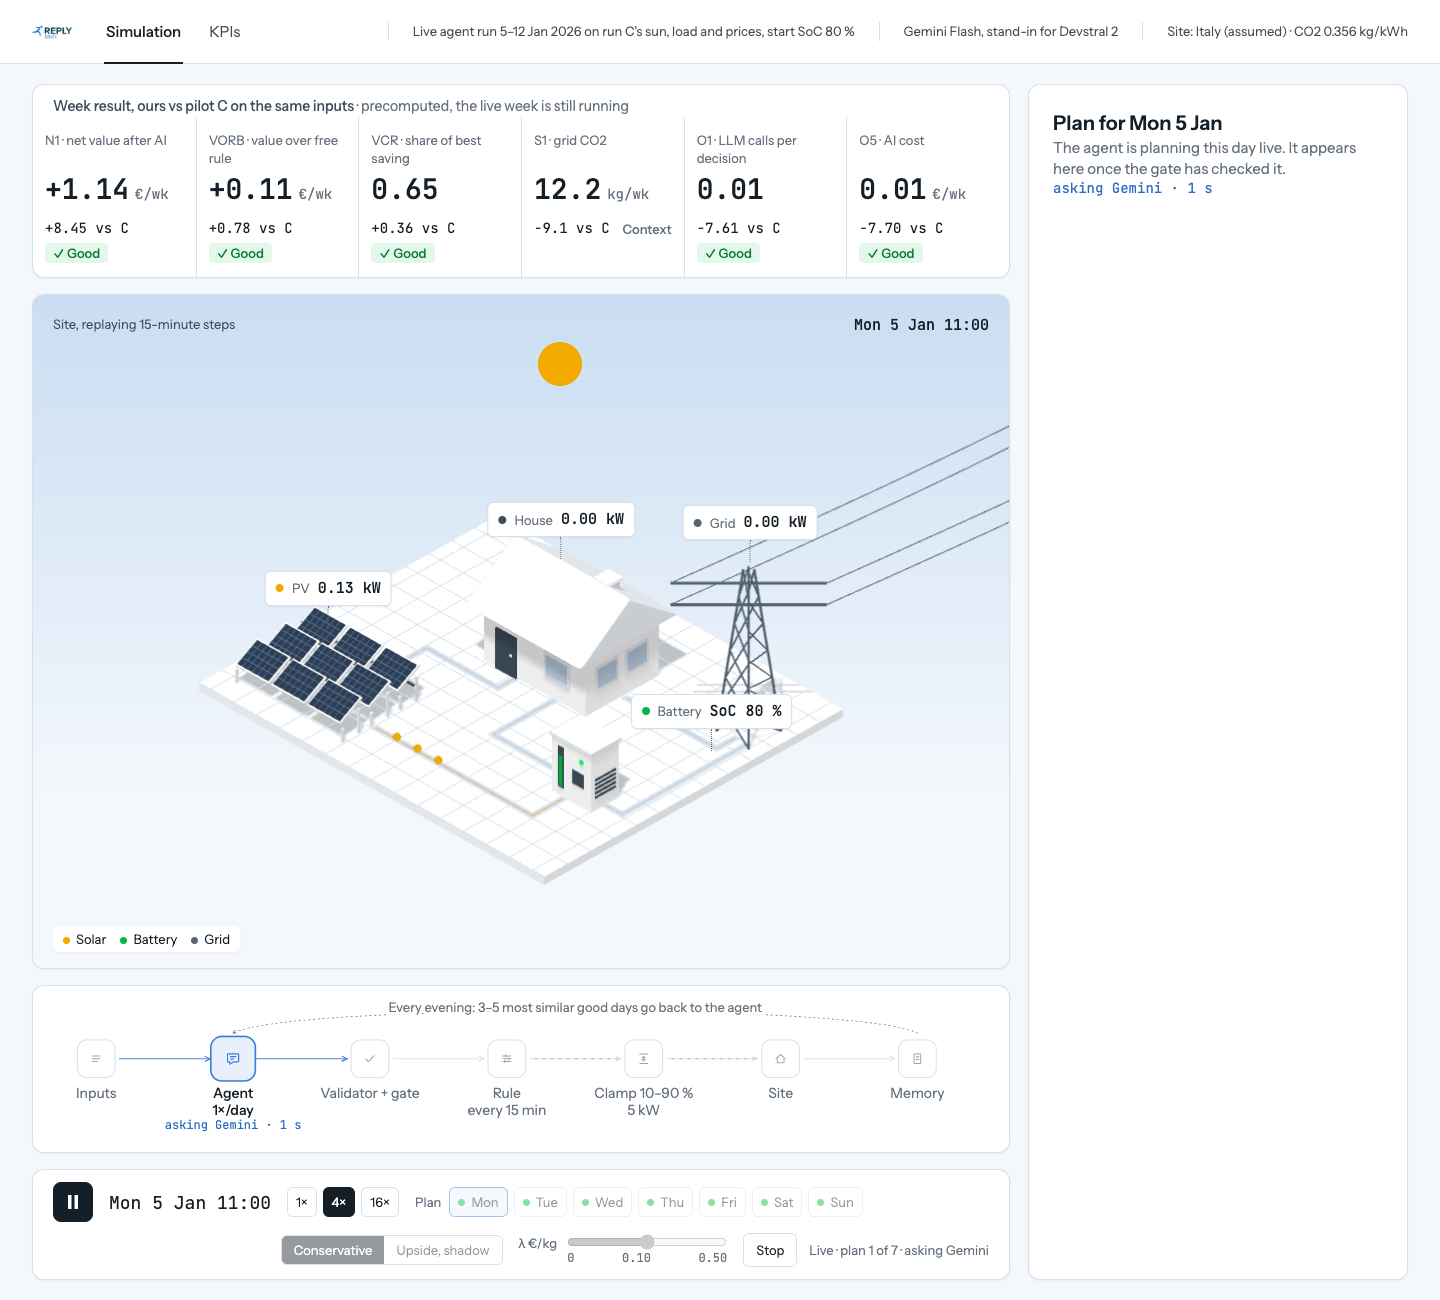 REPLY
Simulation
KPIs
Live agent run 5–12 Jan 2026 on run C's sun, load and prices, start SoC 80 %
Gemini Flash, stand-in for Devstral 2
Site: Italy (assumed) · CO2 0.356 kg/kWh
Week result, ours vs pilot C on the same inputs · precomputed, the live week is still running
N1 · net value after AI
+1.14 €/wk
+8.45 vs C
✓ Good
VORB · value over free
rule
+0.11 €/wk
+0.78 vs C
✓ Good
VCR · share of best
saving
0.65
+0.36 vs C
✓ Good
S1 · grid CO2
12.2 kg/wk
-9.1 vs C Context
O1 · LLM calls per
decision
0.01
-7.61 vs C
✓ Good
O5 · AI cost
0.01 €/wk
-7.70 vs C
✓ Good
Plan for Mon 5 Jan
The agent is planning this day live. It appears
here once the gate has checked it.
asking Gemini · 1 s
Site, replaying 15-minute steps
Mon 5 Jan 11:00
House 0.00 kW
Grid 0.00 kW
PV 0.13 kW
Battery SoC 80 %
Solar
Battery
Grid
Every evening: 3–5 most similar good days go back to the agent
Inputs
Agent
1×/day
asking Gemini · 1 s
Validator + gate
Rule
every 15 min
Clamp 10–90 %
5 kW
Site
Memory
Mon 5 Jan 11:00
1×
4×
16×
Plan
Mon
Tue
Wed
Thu
Fri
Sat
Sun
Conservative
Upside, shadow
λ €/kg
0
0.10
0.50
Stop
Live · plan 1 of 7 · asking Gemini